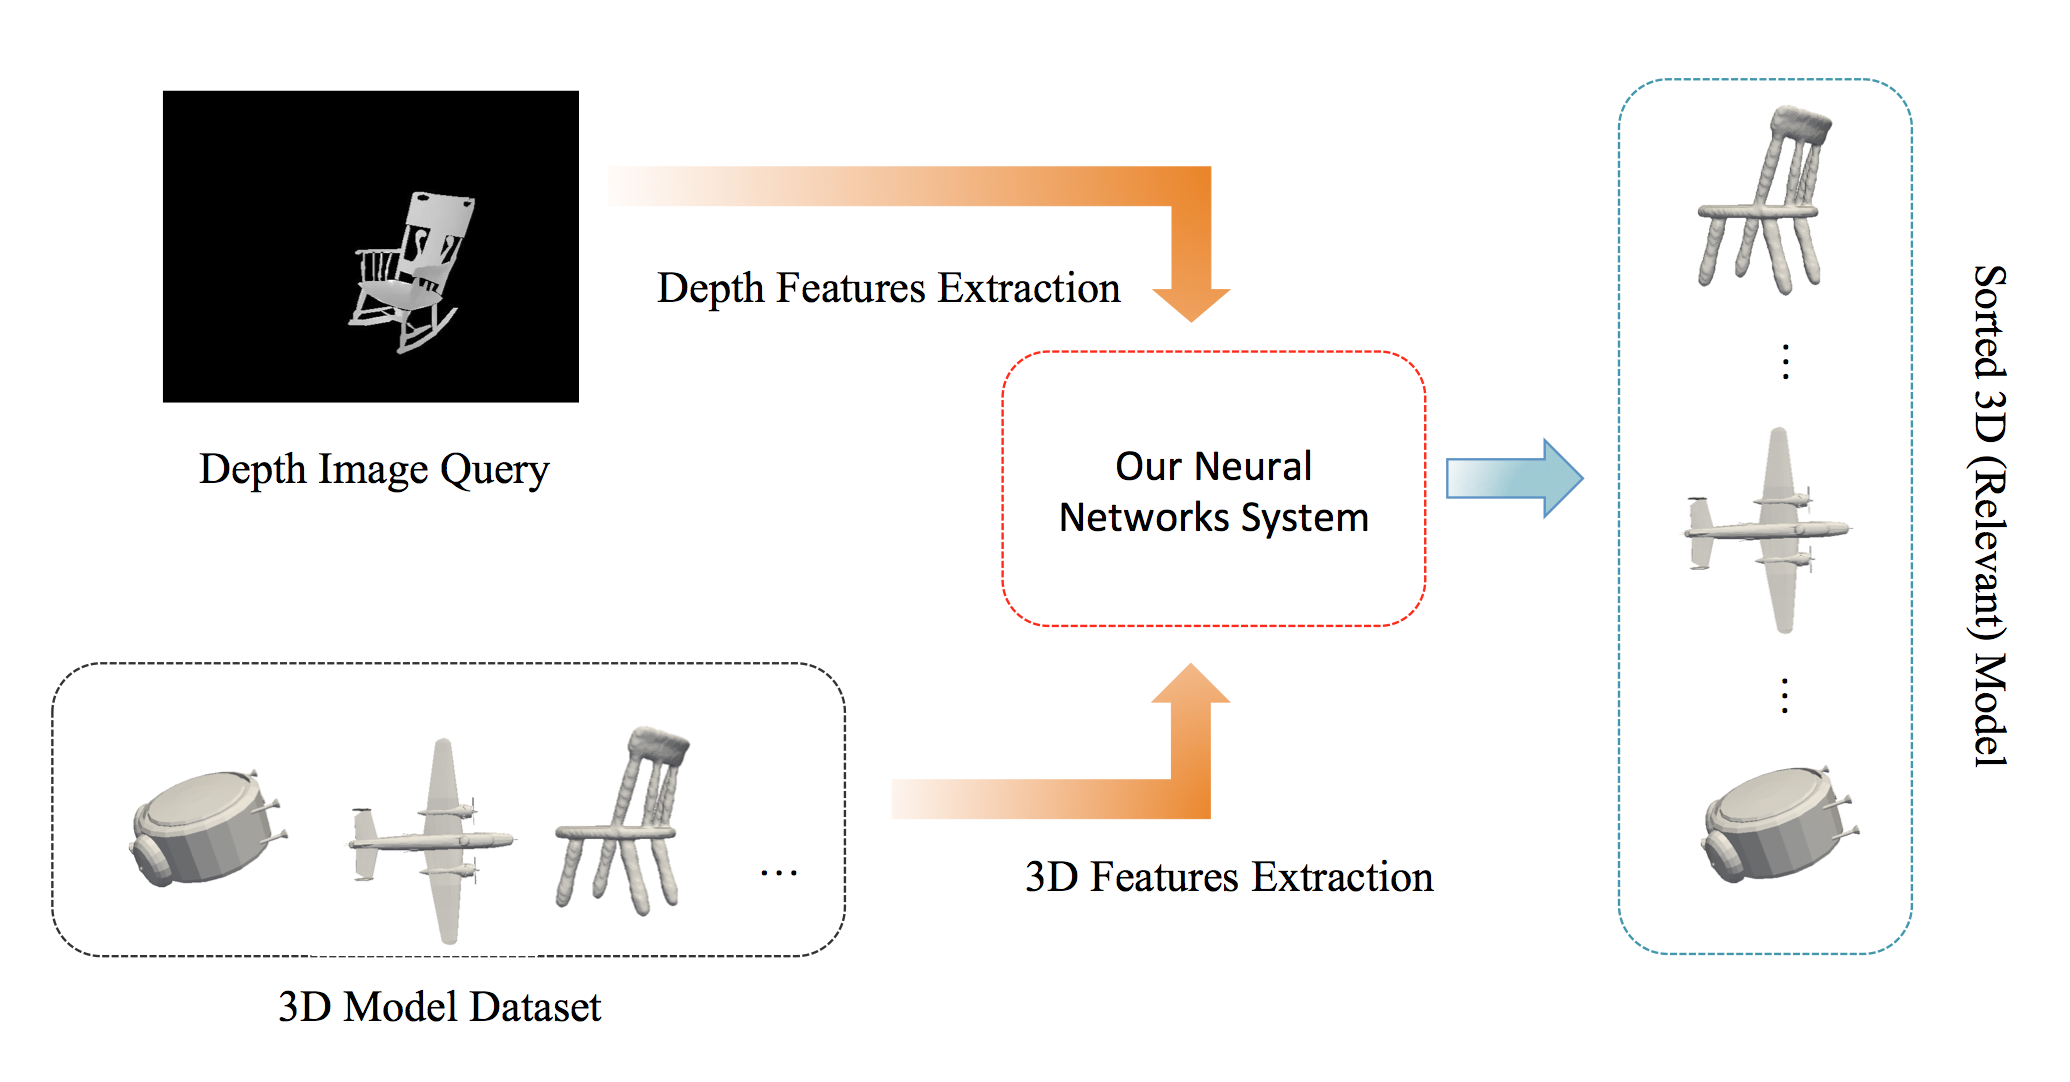 Depth Features Extraction
Depth Image Query
Our Neural
Networks System
3D Features Extraction
3D Model Dataset
Sorted 3D (Relevant) Model